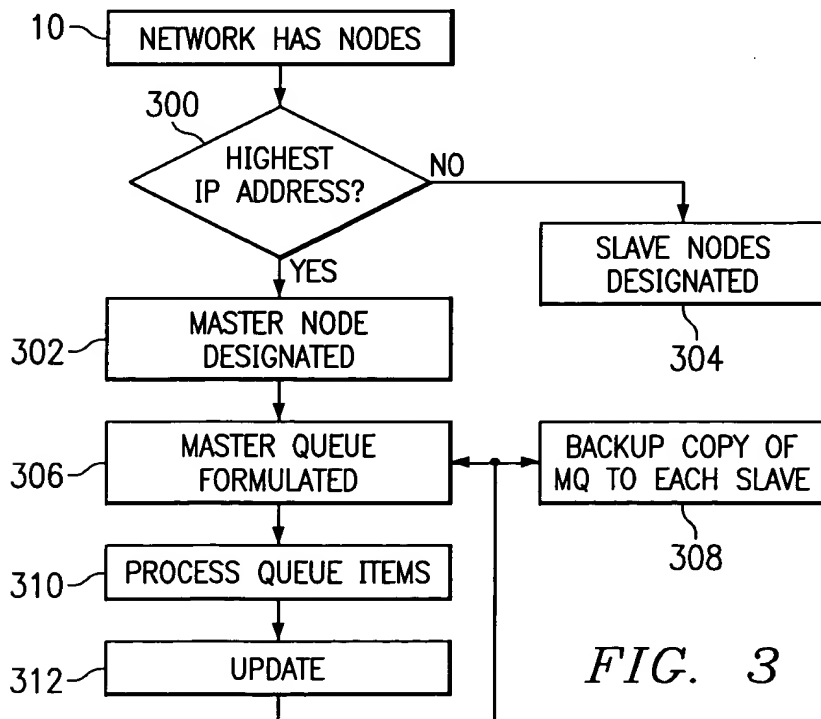 10
NETWORK HAS NODES
300
HIGHEST
IP ADDRESS?
NO
YES
SLAVE NODES
DESIGNATED
304
302
MASTER NODE
DESIGNATED
306
MASTER QUEUE
FORMULATED
BACKUP COPY OF
MQ TO EACH SLAVE
308
310
PROCESS QUEUE ITEMS
312
UPDATE
FIG. 3